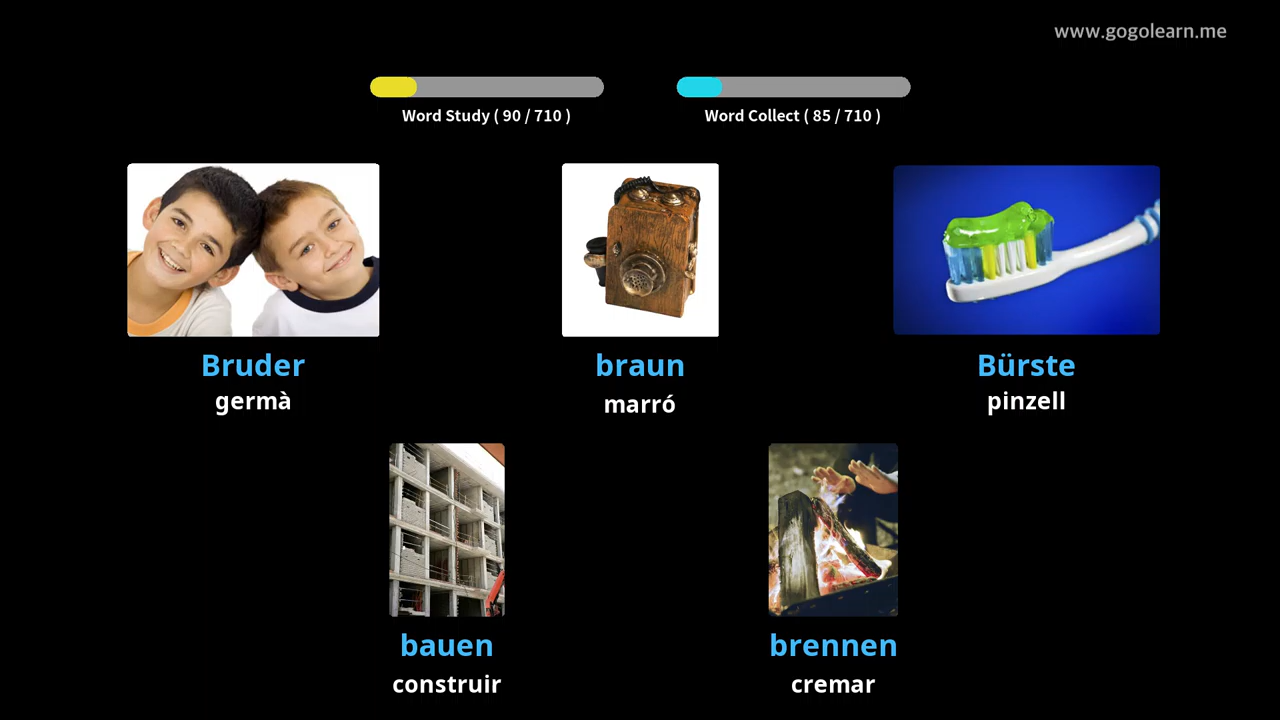 www.gogolearn.me
Word Study ( 90 / 710 )
Word Collect ( 85 / 710 )
Bruder
germà
braun
marró
Bürste
pinzell
bauen
construir
brennen
cremar